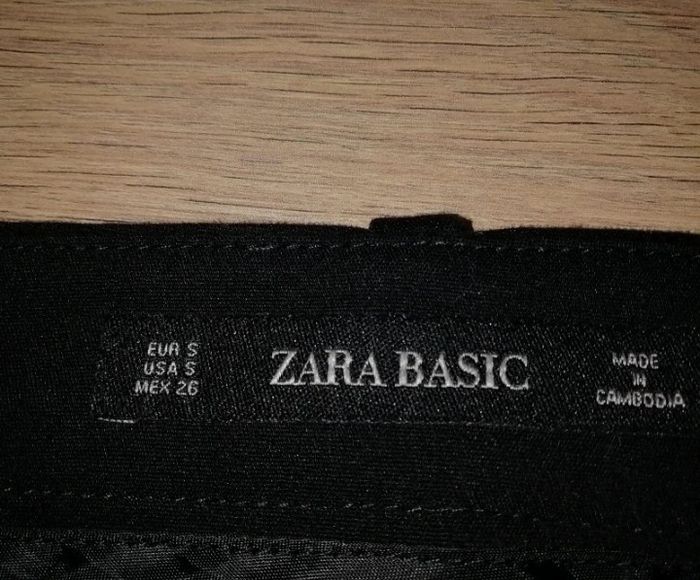 EUR S
USA S
MEX 26
ZARA BASIC
MADE
IN
CAMBODIA